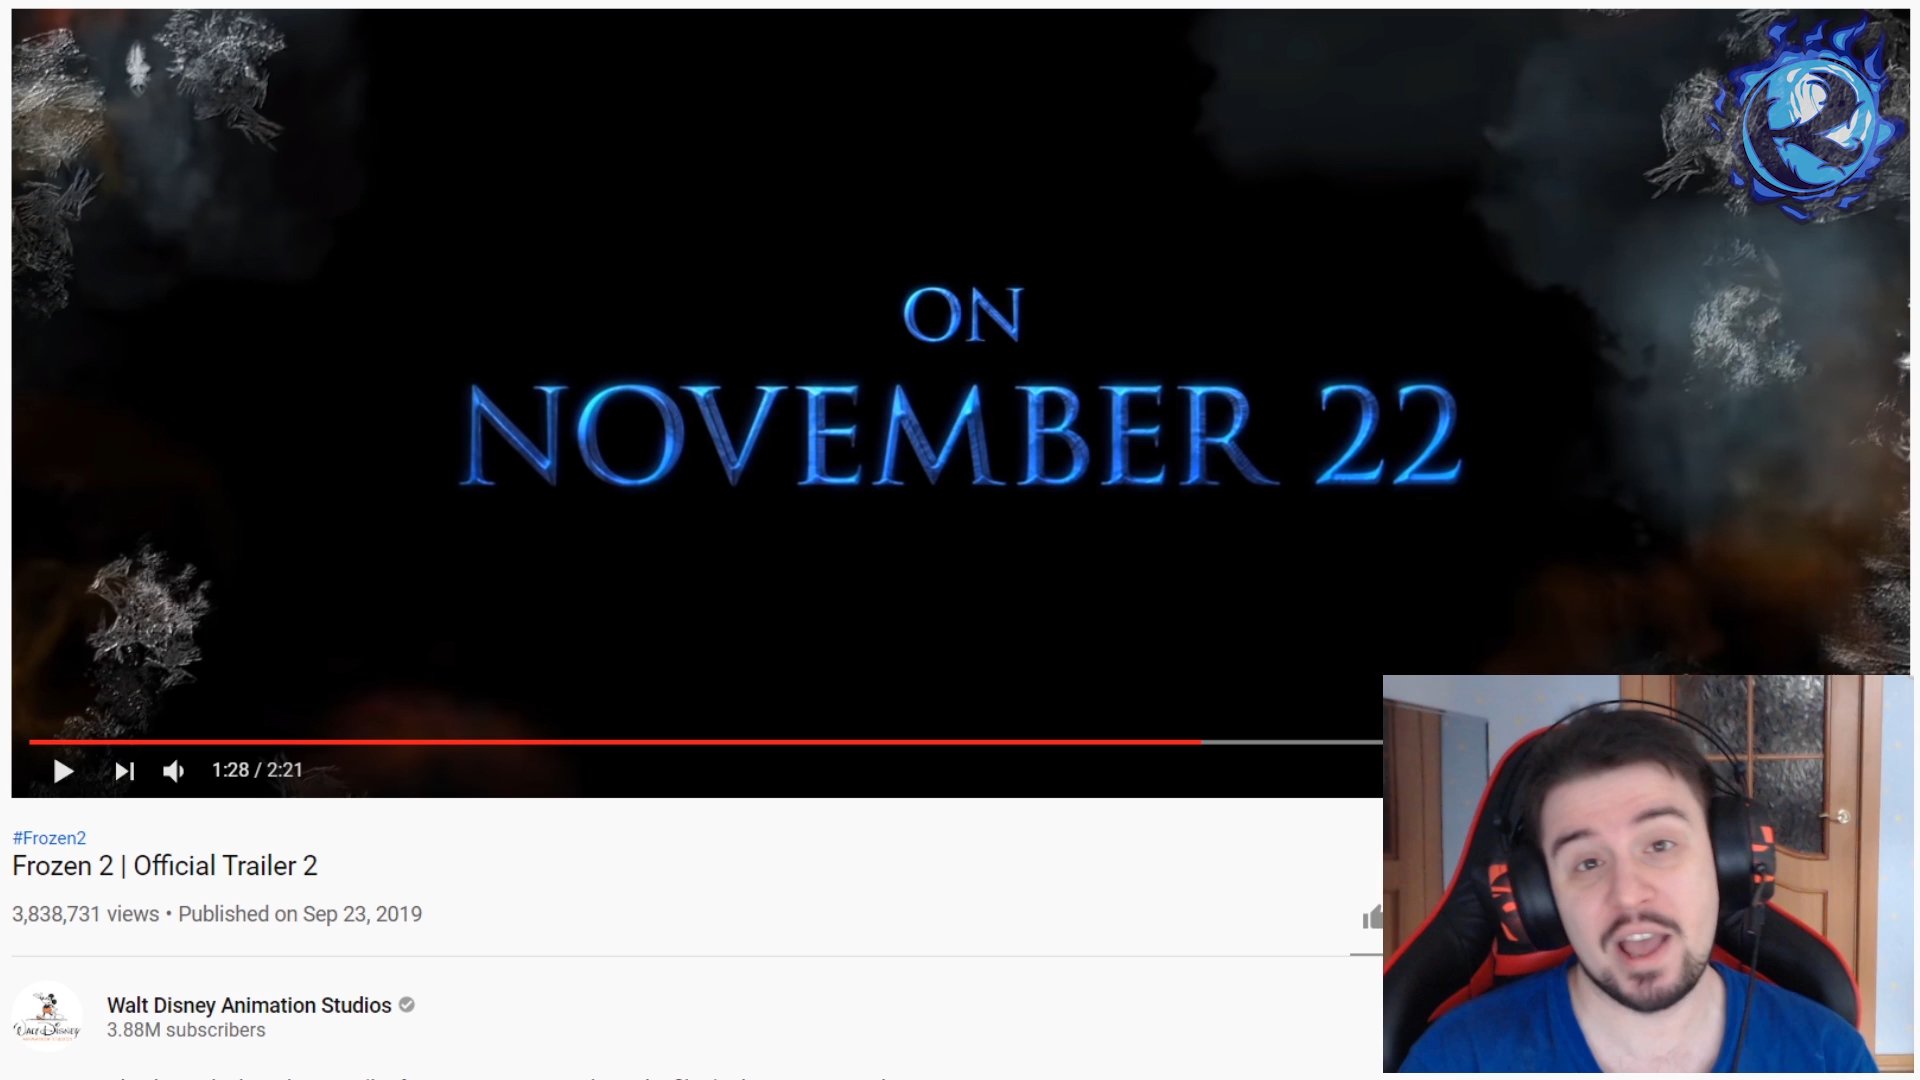 ON
NOVEMBER 22
1:28 / 2:21
#Frozen2
Frozen 2 | Official Trailer 2
3,838,731 views • Published on Sep 23, 2019
Walt Disney Animation Studios
3.88M subscribers